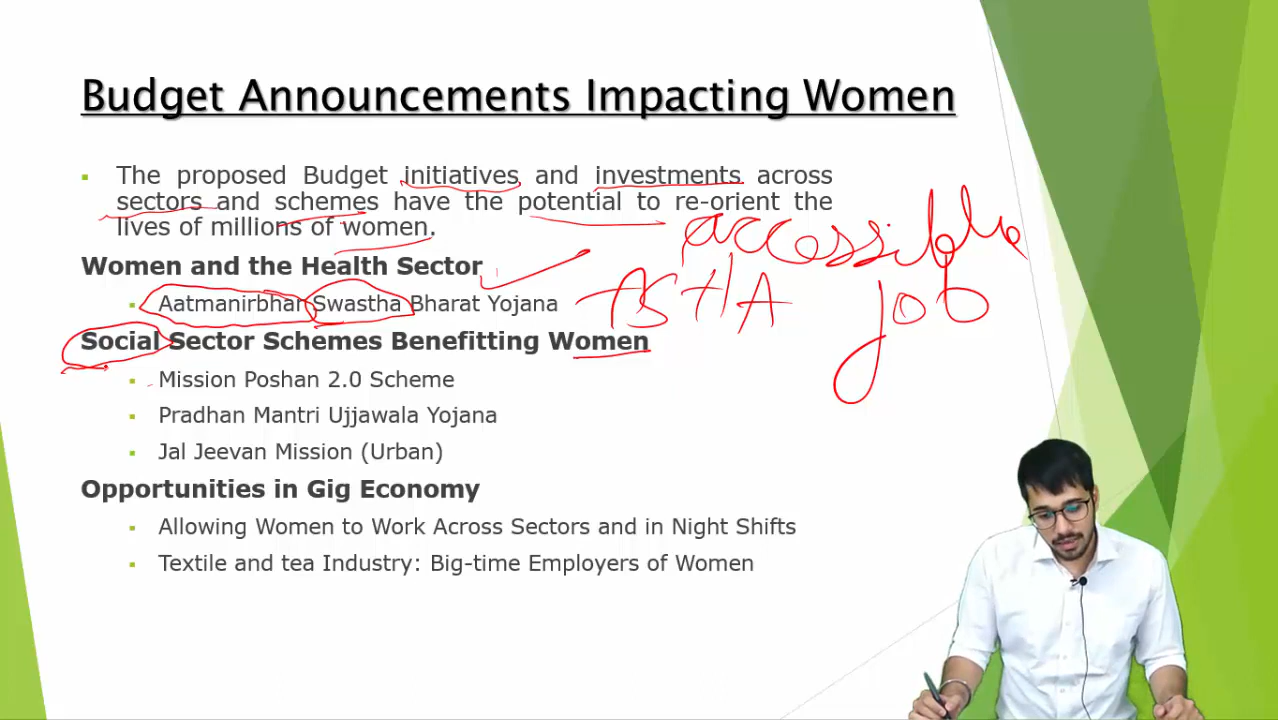 Budget Announcements Impacting Women
The proposed Budget initiatives and investments across
sectors and schemes have the potential to re-orient the
lives of millions of women.
accessible
Women and the Health Sector
Aatmanirbhar Swastha Bharat Yojana
ASHA
job
Social Sector Schemes Benefitting Women
Mission Poshan 2.0 Scheme
Pradhan Mantri Ujjawala Yojana
Jal Jeevan Mission (Urban)
Opportunities in Gig Economy
Allowing Women to Work Across Sectors and in Night Shifts
Textile and tea Industry: Big-time Employers of Women